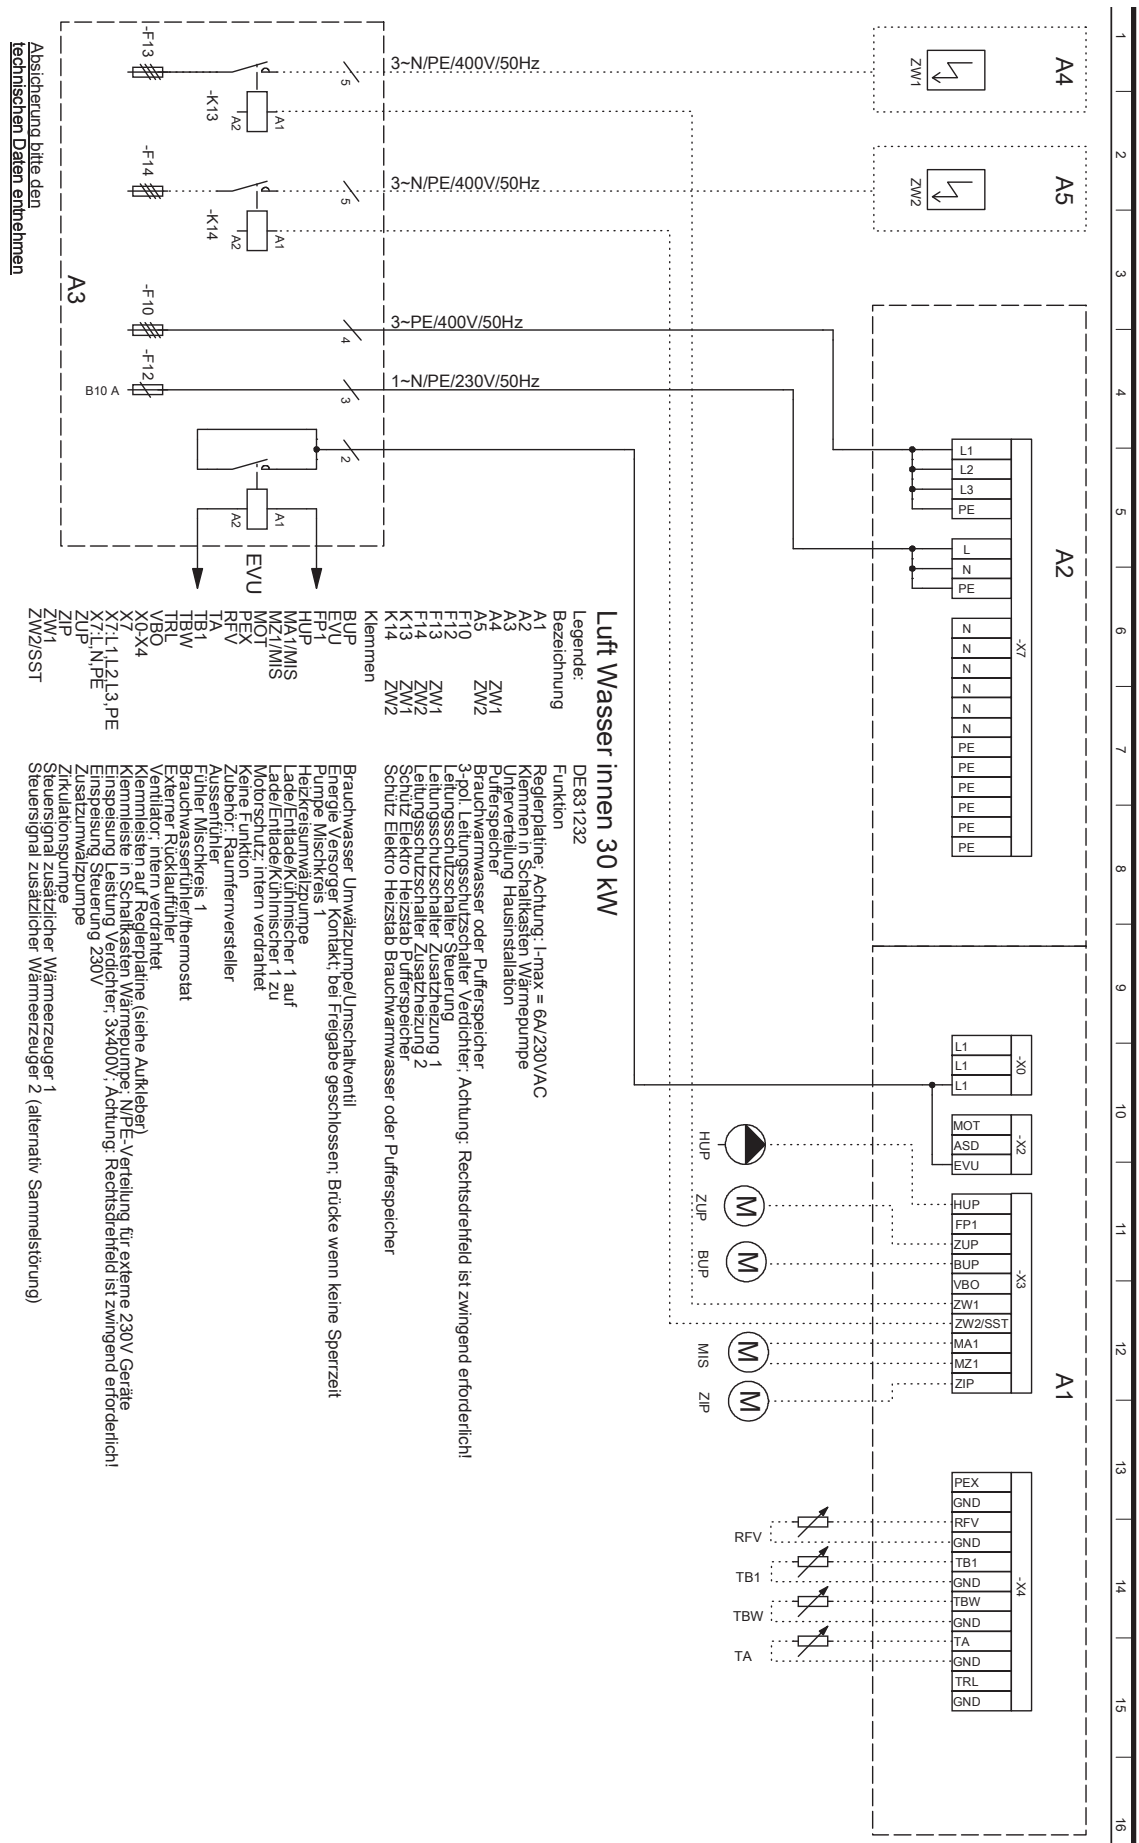 1
2
3
4
5
6
7
8
9
10
11
12
13
14
15
16
A4
ZW1
A5
ZW2
A2
-X7
L1
L2
L3
PE
L
N
PE
N
N
N
N
N
N
PE
PE
PE
PE
PE
PE
A1
-X0
L1
L1
L1
-X2
MOT
ASD
EVU
-X3
HUP
FP1
ZUP
BUP
VBO
ZW1
ZW2/SST
MA1
MZ1
ZIP
-X4
PEX
GND
RFV
GND
TB1
GND
TBW
GND
TA
GND
TRL
GND
HUP
M
ZUP
M
BUP
M
MIS
M
ZIP
RFV
TB1
TBW
TA
-F13
5
3~N/PE/400V/50Hz
-K13
A2
A1
-F14
5
3~N/PE/400V/50Hz
-K14
A2
A1
A3
-F10
4
3~PE/400V/50Hz
-F12
B10 A
3
1~N/PE/230V/50Hz
2
A2
A1
EVU
Absicherung bitte den
technischen Daten entnehmen
Luft Wasser innen 30 kW
Legende: DE831232
Bezeichnung Funktion
A1 Reglerplatine; Achtung: I-max = 6A/230VAC
A2 Klemmen in Schaltkasten Wärmepumpe
A3 Unterverteilung Hausinstallation
A4 ZW1 Pufferspeicher
A5 ZW2 Brauchwarmwasser oder Pufferspeicher
F10 3-pol. Leitungsschutzschalter Verdichter; Achtung: Rechtsdrehfeld ist zwingend erforderlich!
F12 Leitungsschutzschalter Steuerung
F13 ZW1 Leitungsschutzschalter Zusatzheizung 1
F14 ZW2 Leitungsschutzschalter Zusatzheizung 2
K13 ZW1 Schütz Elektro Heizstab Pufferspeicher
K14 ZW2 Schütz Elektro Heizstab Brauchwarmwasser oder Pufferspeicher
Klemmen
BUP Brauchwasser Umwälzpumpe/Umschaltventil
EVU Energie Versorger Kontakt; bei Freigabe geschlossen; Brücke wenn keine Sperrzeit
FP1 Pumpe Mischkreis 1
HUP Heizkreisumwälzpumpe
MA1/MIS Lade/Entlade/Kühlmischer 1 auf
MZ1/MIS Lade/Entlade/Kühlmischer 1 zu
MOT Motorschutz; intern verdrahtet
PEX Keine Funktion
RFV Zubehör: Raumfernversteller
TA Aussenfühler
TB1 Fühler Mischkreis 1
TBW Brauchwasserfühler/thermostat
TRL Externer Rücklauffühler
VBO Ventilator; intern verdrahtet
X0-X4 Klemmleisten auf Reglerplatine (siehe Aufkleber)
X7 Klemmleiste in Schaltkasten Wärmepumpe; N/PE-Verteilung für externe 230V Geräte
X7:L1,L2,L3,PE Einspeisung Leistung Verdichter; 3x400V; Achtung: Rechtsdrehfeld ist zwingend erforderlich!
X7:L,N,PE Einspeisung Steuerung 230V
ZUP Zusatzumwälzpumpe
ZIP Zirkulationspumpe
ZW1 Steuersignal zusätzlicher Wärmeerzeuger 1
ZW2/SST Steuersignal zusätzlicher Wärmeerzeuger 2 (alternativ Sammelstörung)